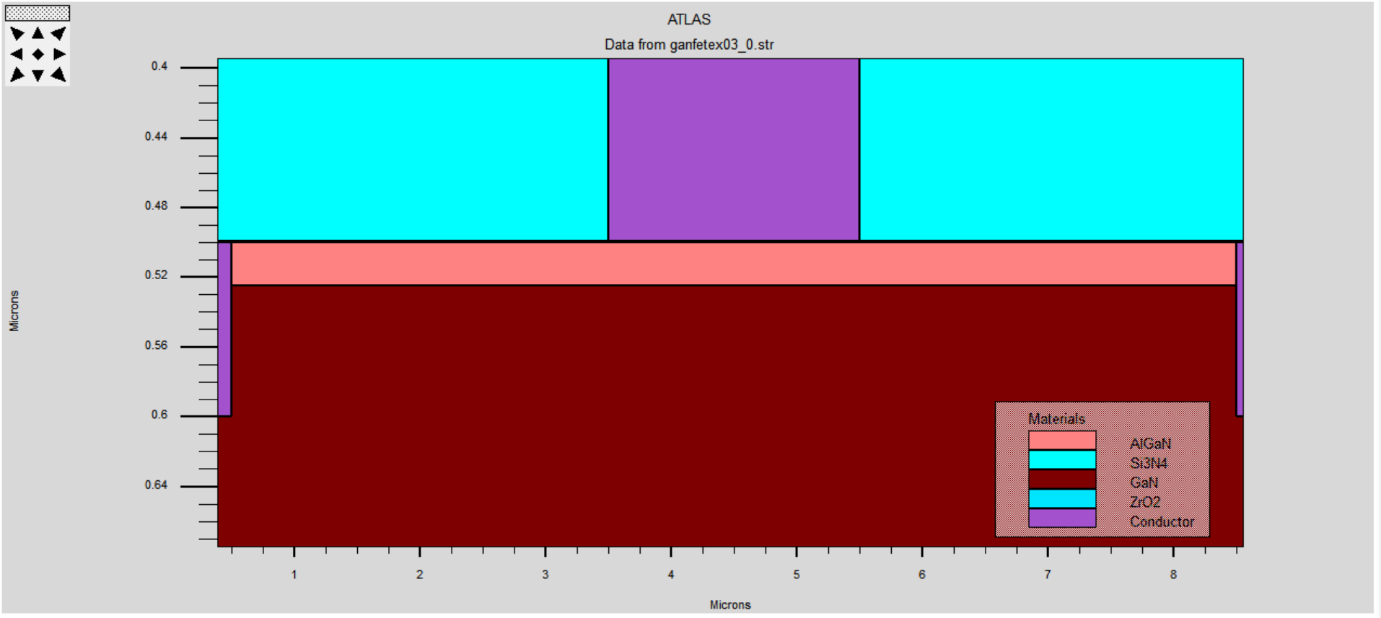 ATLAS
Data from ganfetex03_0.str
0.4
0.44
0.48
0.52
0.56
0.6
0.64
Microns
Materials
AlGaN
Si3N4
GaN
ZrO2
Conductor
1 2 3 4 5 6 7 8
Microns